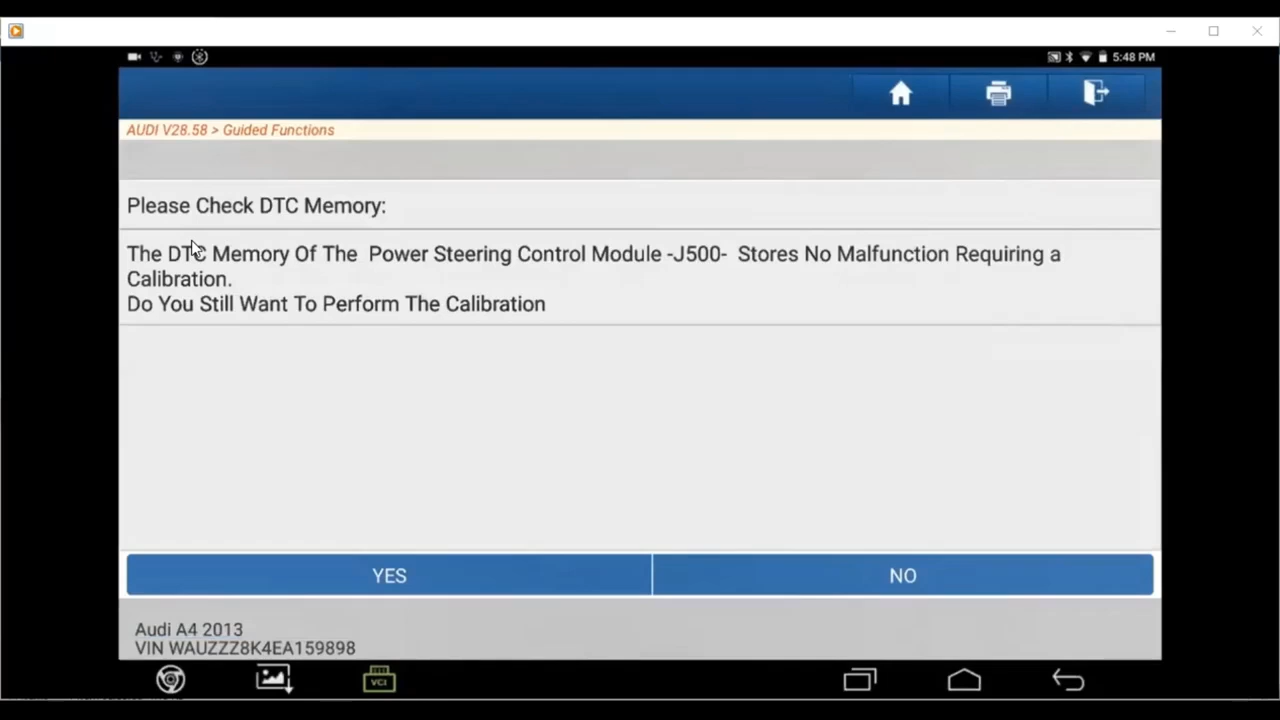 5:48 PM
AUDI V28.58 > Guided Functions
Please Check DTC Memory:
The DTC Memory Of The  Power Steering Control Module -J500-  Stores No Malfunction Requiring a
Calibration.
Do You Still Want To Perform The Calibration
YES
NO
Audi A4 2013
VIN WAUZZZ8K4EA159898
VCI